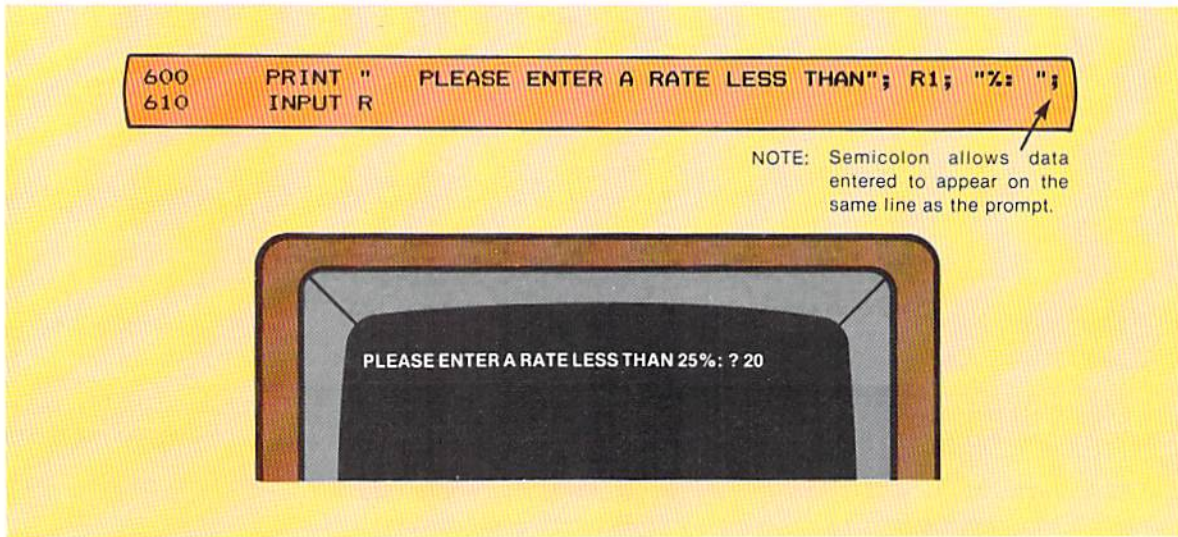 600 PRINT " PLEASE ENTER A RATE LESS THAN"; R1; "%: ";
610 INPUT R
NOTE: Semicolon allows data
entered to appear on the
same line as the prompt.
PLEASE ENTER A RATE LESS THAN 25%: ? 20